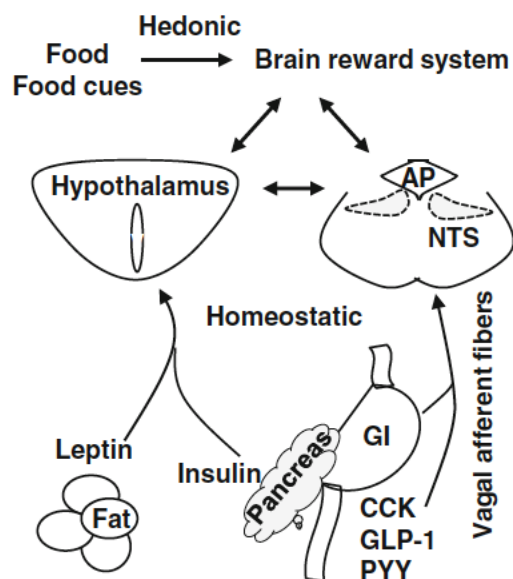 Hedonic
Food
Food cues
Brain reward system
Hypothalamus
AP
NTS
Homeostatic
Vagal afferent fibers
Leptin
Insulin
Pancreas
GI
Fat
CCK
GLP-1
PYY